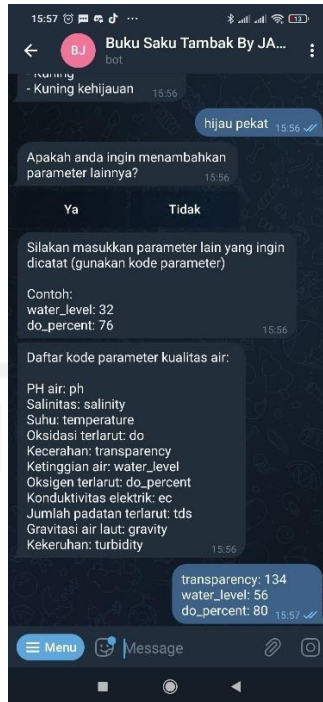 15:57
13
BJ
Buku Saku Tambak By JA...
bot
- Kuning
- Kuning kehijauan
15:56
hijau pekat
15:56
Apakah anda ingin menambahkan
parameter lainnya?
15:56
Ya
Tidak
Silakan masukkan parameter lain yang ingin
dicatat (gunakan kode parameter)
Contoh:
water_level: 32
do_percent: 76
15:56
Daftar kode parameter kualitas air:
PH air: ph
Salinitas: salinity
Suhu: temperature
Oksidasi terlarut: do
Kecerahan: transparency
Ketinggian air: water_level
Oksigen terlarut: do_percent
Konduktivitas elektrik: ec
Jumlah padatan terlarut: tds
Gravitasi air laut: gravity
Kekeruhan: turbidity
15:56
transparency: 134
water_level: 56
do_percent: 80
15:57
Menu
Message